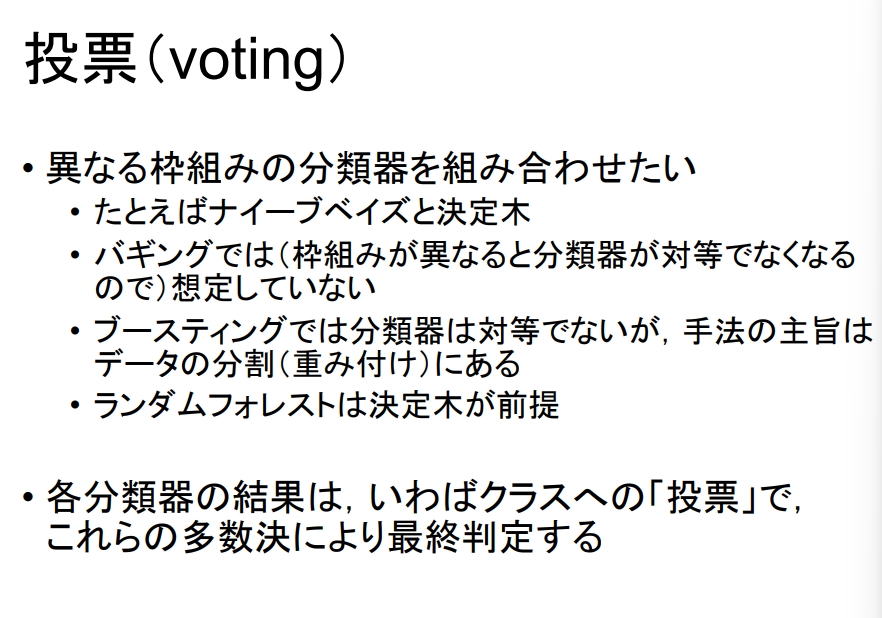 投票(voting)
• 異なる枠組みの分類器を組み合わせたい
• たとえばナイーブベイズと決定木
• バギングでは(枠組みが異なると分類器が対等でなくなる
ので)想定していない
• ブースティングでは分類器は対等でないが, 手法の主旨は
データの分割(重み付け)にある
• ランダムフォレストは決定木が前提
• 各分類器の結果は, いわばクラスへの「投票」で,
これらの多数決により最終判定する